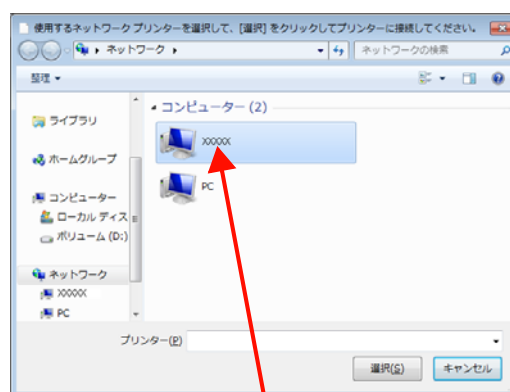 使用するネットワーク プリンターを選択して、[選択] をクリックしてプリンターに接続してください。
ネットワーク
ネットワークの検索
整理
ライブラリ
ホームグループ
コンピューター
ローカル ディス
ボリューム (D:)
ネットワーク
XXXXX
PC
コンピューター (2)
XXXXX
PC
プリンター(P)
選択(S)
キャンセル